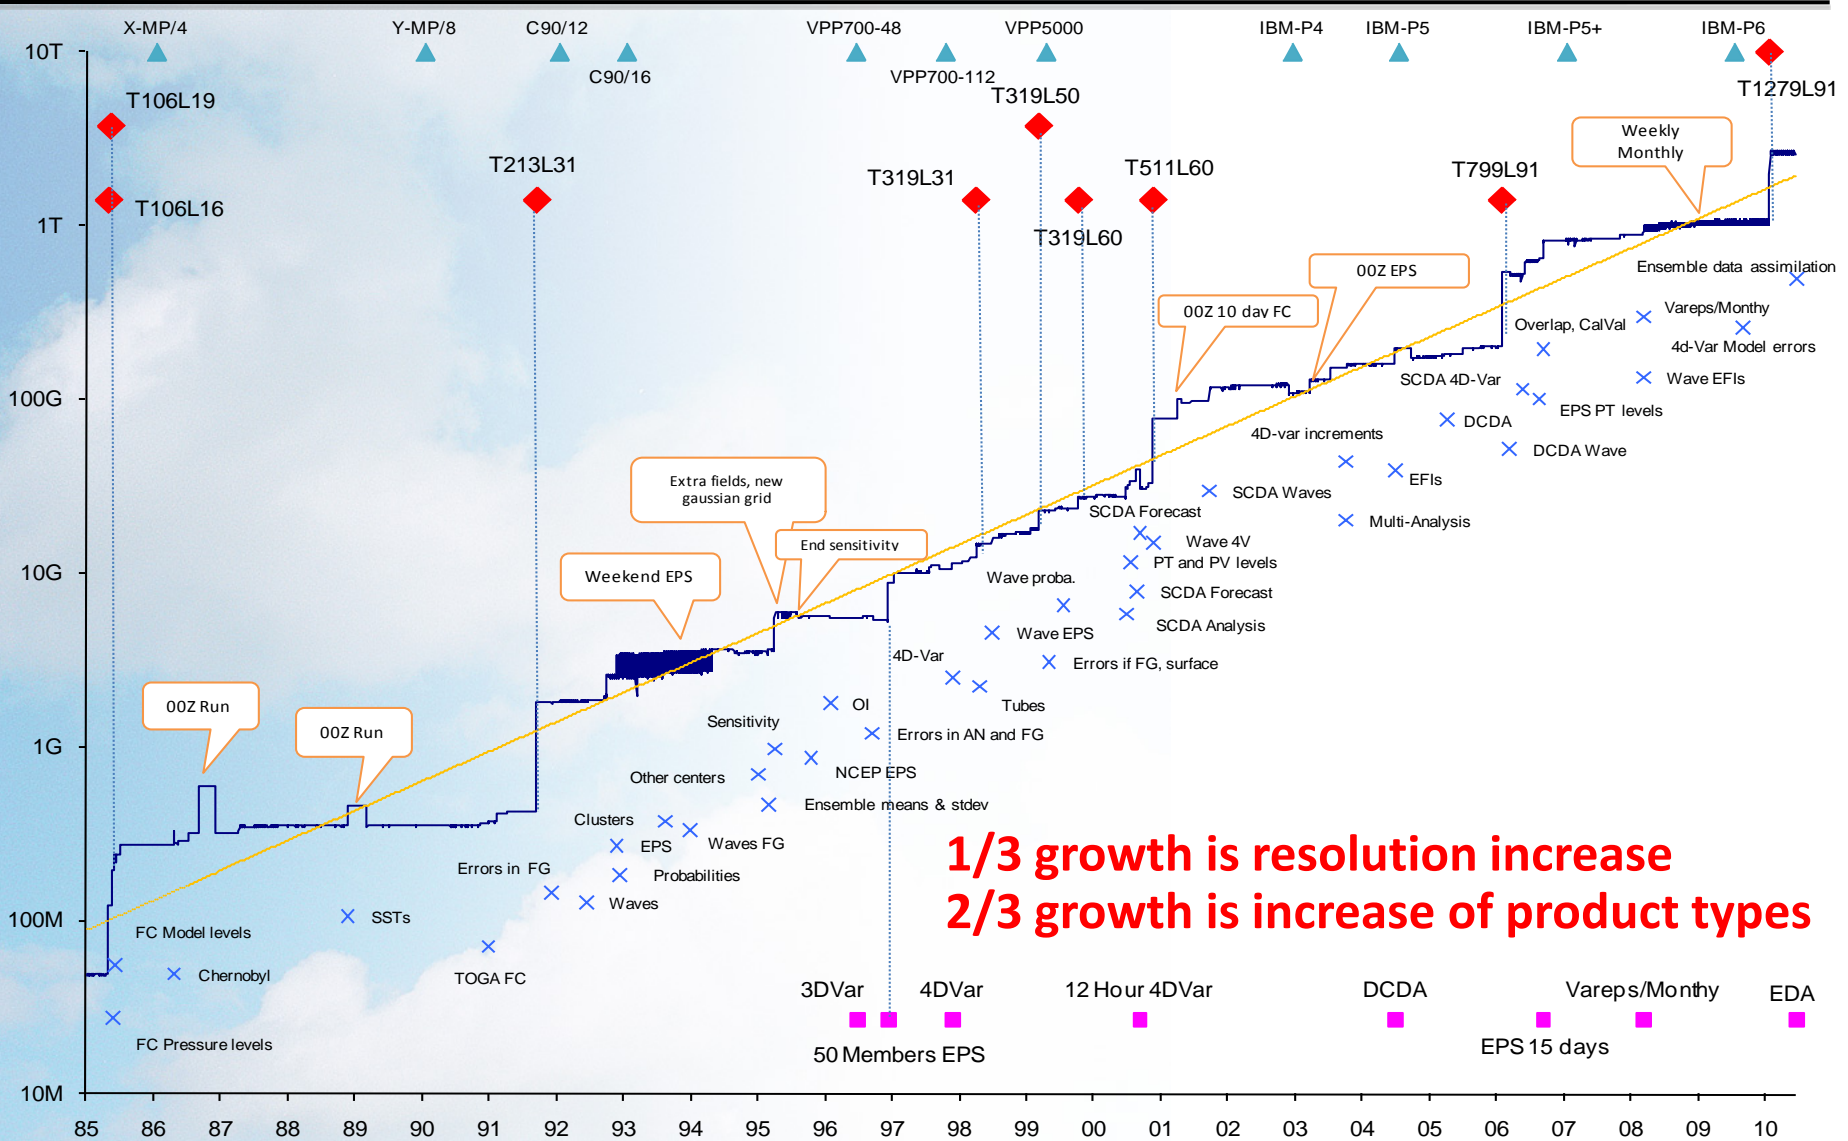 X-MP/4
Y-MP/8
C90/12
C90/16
VPP700-48
VPP700-112
VPP5000
IBM-P4
IBM-P5
IBM-P5+
IBM-P6
10T
1T
100G
10G
1G
100M
10M
T106L19
T106L16
T213L31
T319L31
T319L50
T319L60
T511L60
T799L91
T1279L91
Weekly
Monthly
00Z EPS
00Z 10 day FC
Extra fields, new
gaussian grid
End sensitivity
Weekend EPS
00Z Run
00Z Run
Ensemble data assimilation
Vareps/Monthy
Overlap, CalVal
4d-Var Model errors
SCDA 4D-Var
Wave EFIs
EPS PT levels
DCDA
4D-var increments
DCDA Wave
EFIs
SCDA Waves
SCDA Forecast
Multi-Analysis
Wave 4V
PT and PV levels
Wave proba.
SCDA Forecast
SCDA Analysis
Wave EPS
4D-Var
Errors if FG, surface
Tubes
OI
Sensitivity
Errors in AN and FG
Other centers
NCEP EPS
Ensemble means & stdev
Clusters
Waves FG
EPS
Errors in FG
Probabilities
Waves
SSTs
FC Model levels
Chernobyl
TOGA FC
FC Pressure levels
1/3 growth is resolution increase
2/3 growth is increase of product types
3DVar
4DVar
12 Hour 4DVar
DCDA
Vareps/Monthy
EDA
50 Members EPS
EPS 15 days
85 86 87 88 89 90 91 92 93 94 95 96 97 98 99 00 01 02 03 04 05 06 07 08 09 10